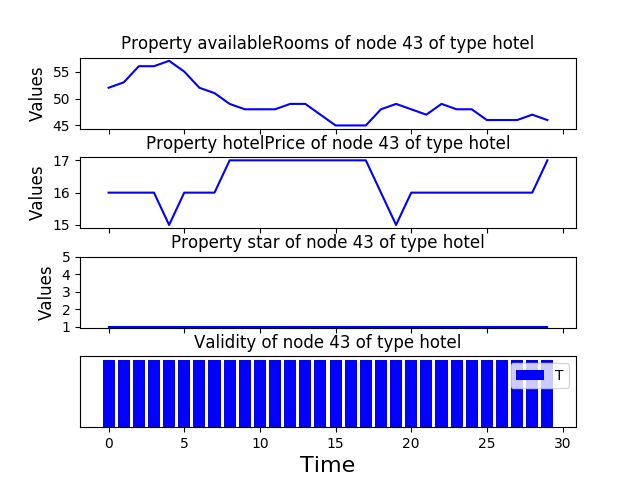 Property availableRooms of node 43 of type hotel
55
50
45
Values
Property hotelPrice of node 43 of type hotel
17
16
15
Values
Property star of node 43 of type hotel
5
4
3
2
1
Values
Validity of node 43 of type hotel
T
0 5 10 15 20 25 30
Time